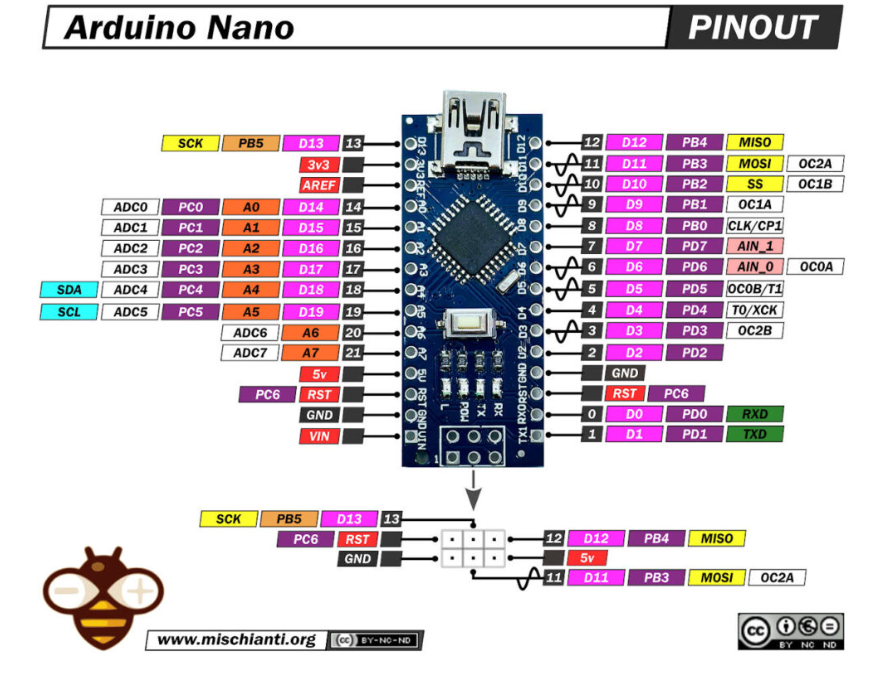 Arduino Nano PINOUT
SCK PB5 D13 13
3v3
AREF
ADC0 PC0 A0 D14 14
ADC1 PC1 A1 D15 15
ADC2 PC2 A2 D16 16
ADC3 PC3 A3 D17 17
SDA ADC4 PC4 A4 D18 18
SCL ADC5 PC5 A5 D19 19
ADC6 A6 20
ADC7 A7 21
5v
PC6 RST
GND
VIN
D13
3V3
REF
A0
A1
A2
A3
A4
A5
A6
A7
5V
RST
GND
VIN
D12
D11
D10
D9
D8
D7
D6
D5
D4
D3
D2
GND
RST
RX0
TX1
L
POW
TX
RX
1
12 D12 PB4 MISO
11 D11 PB3 MOSI OC2A
10 D10 PB2 SS OC1B
9 D9 PB1 OC1A
8 D8 PB0 CLK/CP1
7 D7 PD7 AIN_1
6 D6 PD6 AIN_0 OC0A
5 D5 PD5 OC0B/T1
4 D4 PD4 T0/XCK
3 D3 PD3 OC2B
2 D2 PD2
GND
RST PC6
0 D0 PD0 RXD
1 D1 PD1 TXD
SCK PB5 D13 13
PC6 RST
GND
12 D12 PB4 MISO
5v
11 D11 PB3 MOSI OC2A
www.mischianti.org cc BY-NC-ND
cc BY NC ND